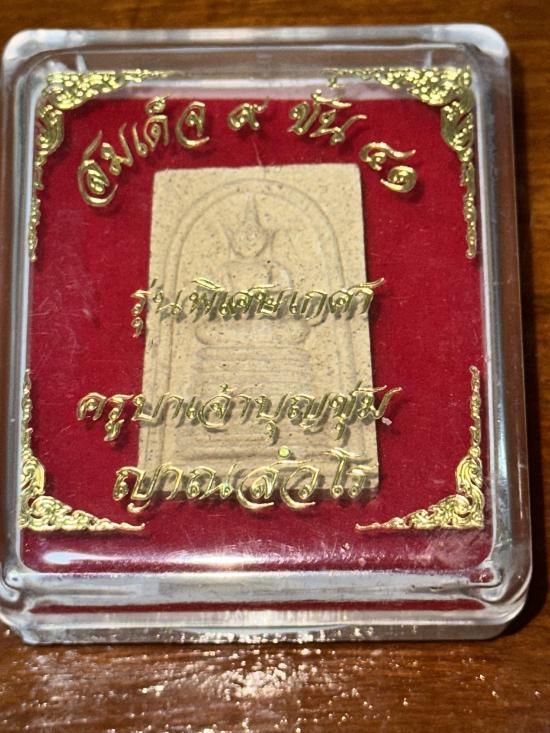 สมเด็จ ๙ ชั้น ๕๑
รุ่นพิเศษเกศา
ครูบาเจ้าบุญชุ่ม
ญาณสํวโร